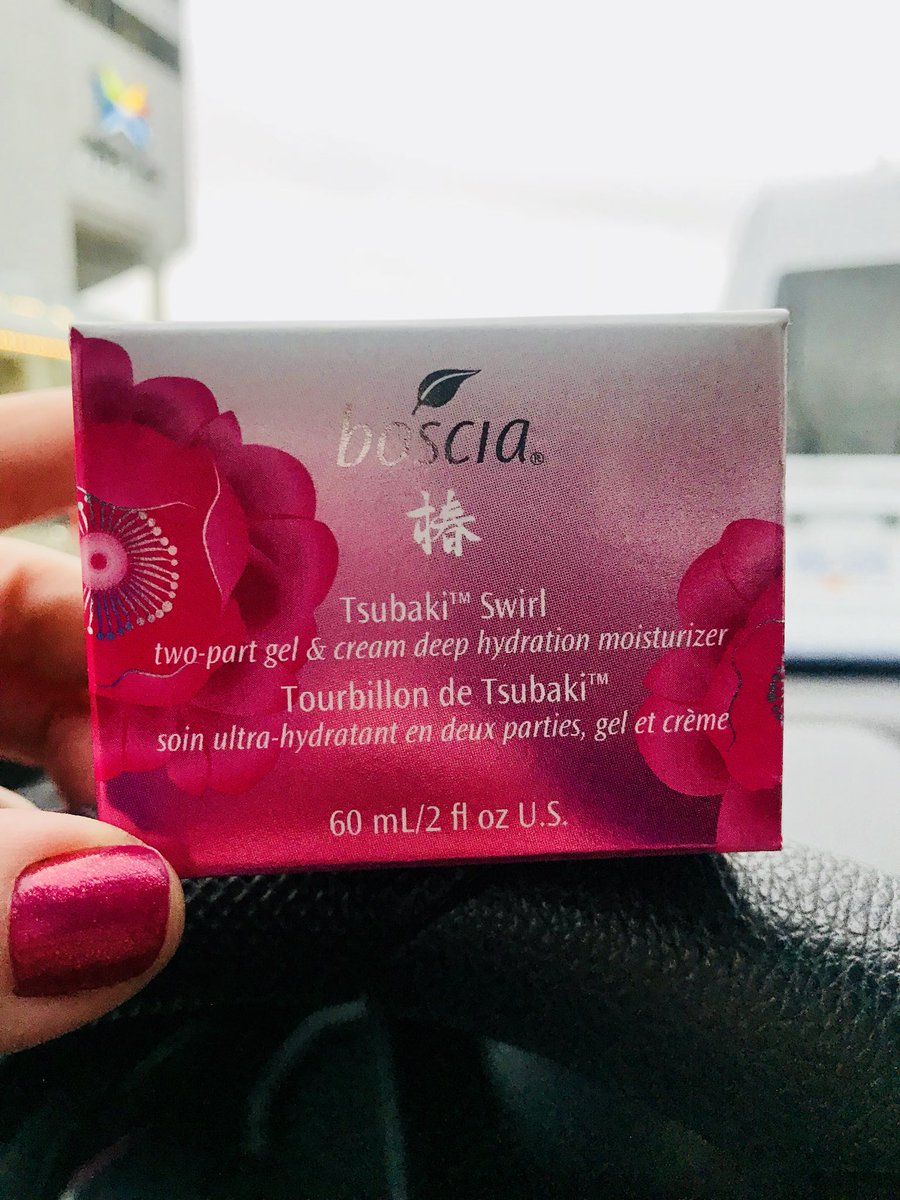 boscia®
椿
Tsubaki™ Swirl
two-part gel & cream deep hydration moisturizer
Tourbillon de Tsubaki™
soin ultra-hydratant en deux parties, gel et crème
60 mL/2 fl oz U.S.